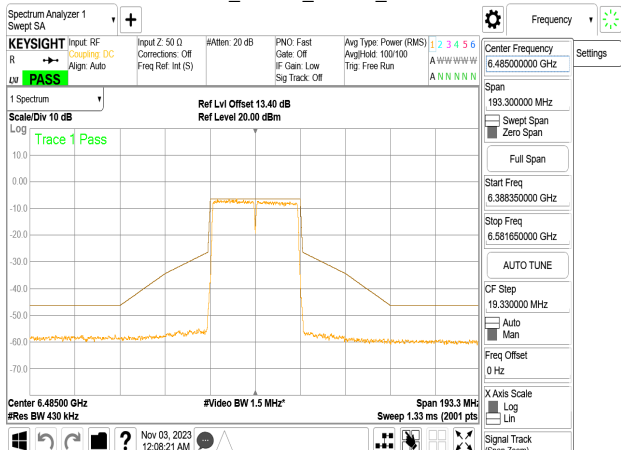 Spectrum Analyzer 1
Swept SA
+
Frequency
KEYSIGHT
R
LXI
PASS
Input: RF
Coupling: DC
Align: Auto
Input Z: 50 Ω
Corrections: Off
Freq Ref: Int (S)
#Atten: 20 dB
PNO: Fast
Gate: Off
IF Gain: Low
Sig Track: Off
Avg Type: Power (RMS)
Avg|Hold: 100/100
Trig: Free Run
1 2 3 4 5 6
A W W W W W
A N N N N N
Center Frequency
6.485000000 GHz
Settings
Span
193.300000 MHz
Swept Span
Zero Span
Full Span
Start Freq
6.388350000 GHz
Stop Freq
6.581650000 GHz
AUTO TUNE
CF Step
19.330000 MHz
Auto
Man
Freq Offset
0 Hz
X Axis Scale
Log
Lin
Signal Track
(Span Zoom)
1 Spectrum
Scale/Div 10 dB
Ref Lvl Offset 13.40 dB
Ref Level 20.00 dBm
Log
Trace 1 Pass
10.0
0.00
-10.0
-20.0
-30.0
-40.0
-50.0
-60.0
-70.0
Center 6.48500 GHz
#Res BW 430 kHz
#Video BW 1.5 MHz*
Span 193.3 MHz
Sweep 1.33 ms (2001 pts
?
Nov 03, 2023
12:08:21 AM